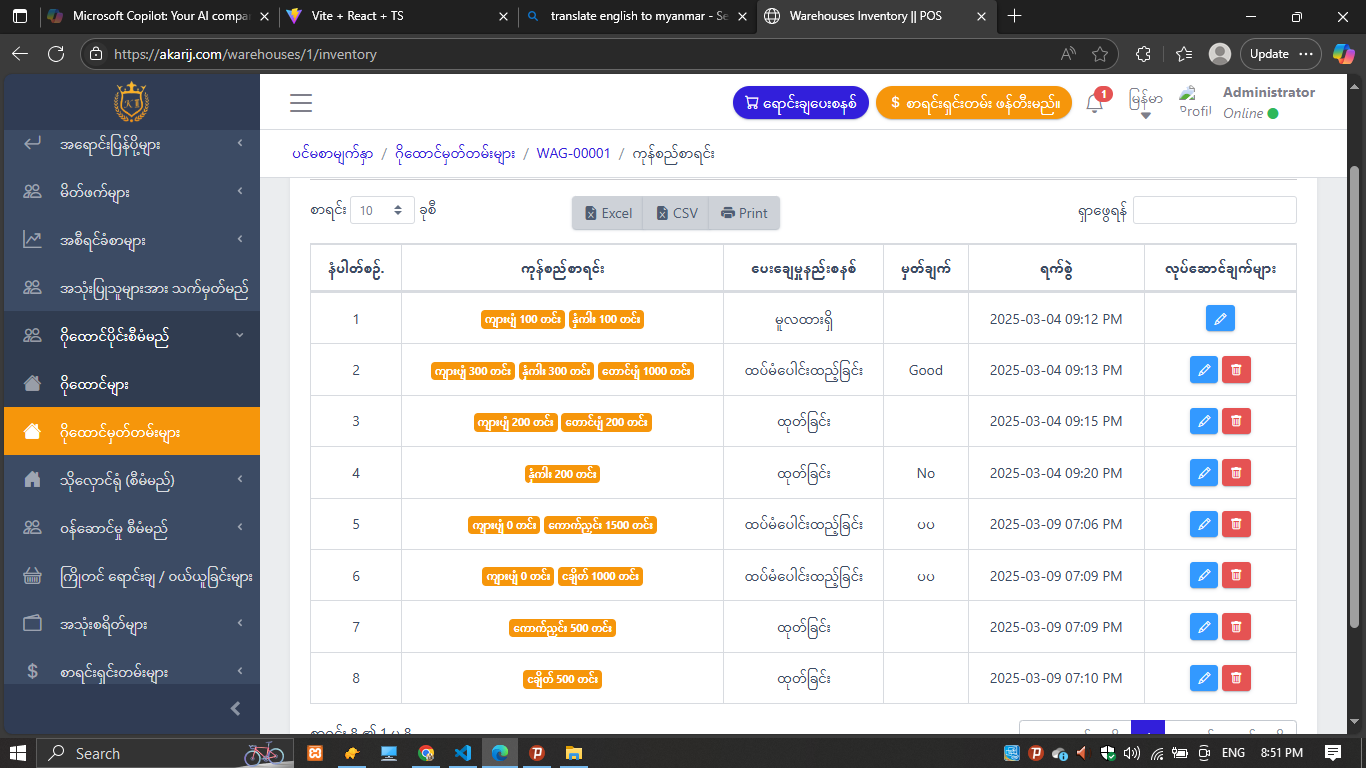 Microsoft Copilot: Your AI compa
Vite + React + TS
translate english to myanmar - Se
Warehouses Inventory || POS
https://akarij.com/warehouses/1/inventory
Update
ရောင်းချပေးစနစ်
$ စာရင်းရှင်းတမ်း ဖန်တီးမည်။
1
မြန်မာ
Profil
Administrator
Online
အရောင်းပြန်ပို့များ
မိတ်ဖက်များ
အစီရင်ခံစာများ
အသုံးပြုသူများအား သက်မှတ်မည်
ဂိုထောင်ပိုင်းစီမံမည်
ဂိုထောင်များ
ဂိုထောင်မှတ်တမ်းများ
သိုလှောင်ရုံ (စီမံမည်)
ဝန်ဆောင်မှု စီမံမည်
ကြိုတင် ရောင်းချ / ဝယ်ယူခြင်းများ
အသုံးစရိတ်များ
$ စာရင်းရှင်းတမ်းများ
ပင်မစာမျက်နှာ / ဂိုထောင်မှတ်တမ်းများ / WAG-00001 / ကုန်စည်စာရင်း
စာရင်း 10 ခုစီ
Excel CSV Print
ရှာဖွေရန်
နံပါတ်စဉ်. ကုန်စည်စာရင်း ပေးချေမှုနည်းစနစ် မှတ်ချက် ရက်စွဲ လုပ်ဆောင်ချက်များ
1 ကျားပျံ 100 တင်း နှံကါး 100 တင်း မူလထားရှိ 2025-03-04 09:12 PM
2 ကျားပျံ 300 တင်း နှံကါး 300 တင်း တောင်ပျံ 1000 တင်း ထပ်မံပေါင်းထည့်ခြင်း Good 2025-03-04 09:13 PM
3 ကျားပျံ 200 တင်း တောင်ပျံ 200 တင်း ထုတ်ခြင်း 2025-03-04 09:15 PM
4 နှံကါး 200 တင်း ထုတ်ခြင်း No 2025-03-04 09:20 PM
5 ကျားပျံ 0 တင်း ကောက်ညှင်း 1500 တင်း ထပ်မံပေါင်းထည့်ခြင်း ပပ 2025-03-09 07:06 PM
6 ကျားပျံ 0 တင်း ငချိတ် 1000 တင်း ထပ်မံပေါင်းထည့်ခြင်း ပပ 2025-03-09 07:09 PM
7 ကောက်ညှင်း 500 တင်း ထုတ်ခြင်း 2025-03-09 07:09 PM
8 ငချိတ် 500 တင်း ထုတ်ခြင်း 2025-03-09 07:10 PM
Search
ENG
8:51 PM